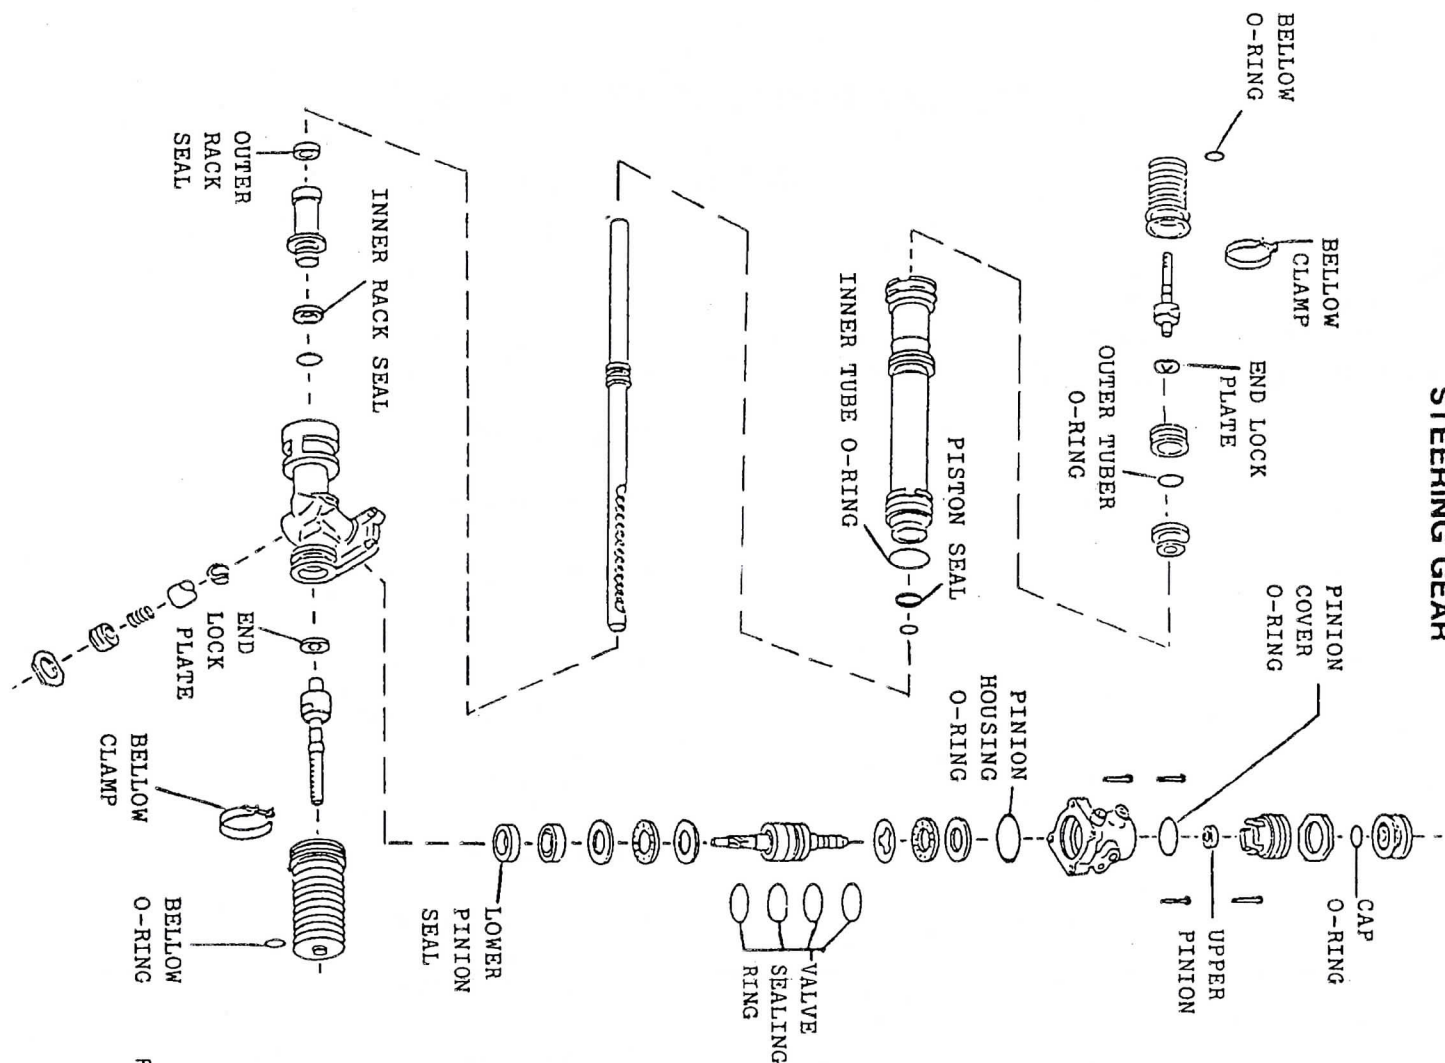 STEERING GEAR
BELLOW
O-RING
BELLOW
CLAMP
END LOCK
PLATE
OUTER TUBER
O-RING
PINION
COVER
O-RING
CAP
O-RING
UPPER
PINION
INNER TUBE O-RING
PISTON SEAL
PINION
HOUSING
O-RING
VALVE
SEALING
RING
OUTER
RACK
SEAL
INNER RACK SEAL
END
LOCK
PLATE
LOWER
PINION
SEAL
BELLOW
CLAMP
BELLOW
O-RING